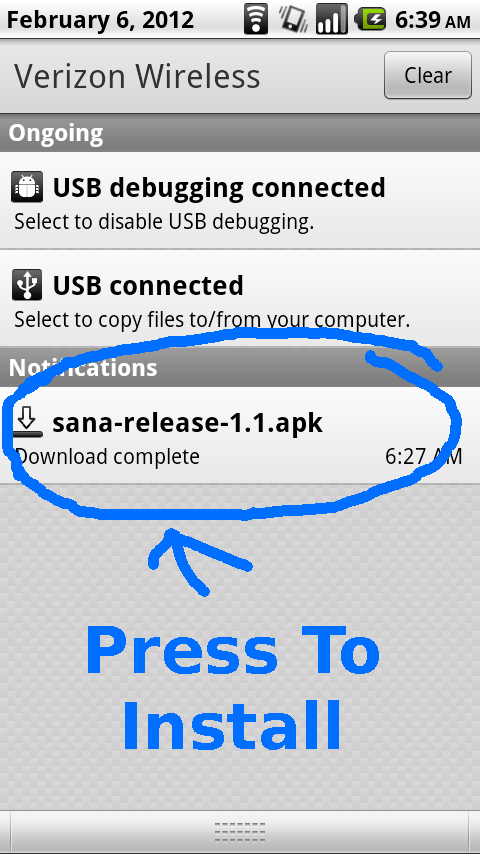 February 6, 2012 6:39 AM
Verizon Wireless Clear
Ongoing
USB debugging connected
Select to disable USB debugging.
USB connected
Select to copy files to/from your computer.
Notifications
sana-release-1.1.apk
Download complete 6:27 AM
Press To
Install